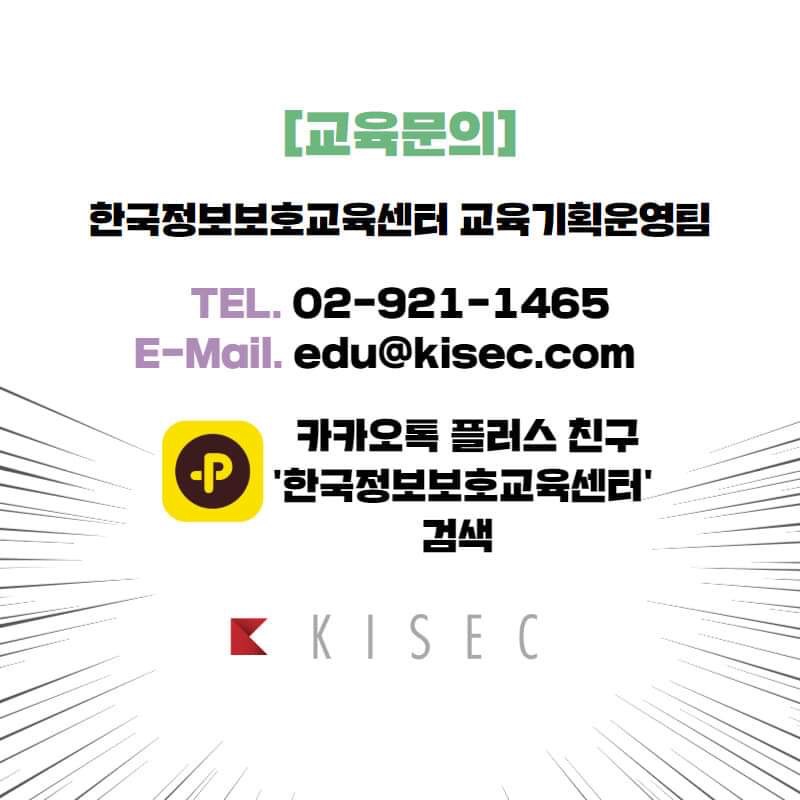 [교육문의]
한국정보보호교육센터 교육기획운영팀
TEL. 02-921-1465
E-Mail. edu@kisec.com
카카오톡 플러스 친구
'한국정보보호교육센터'
검색
KISEC